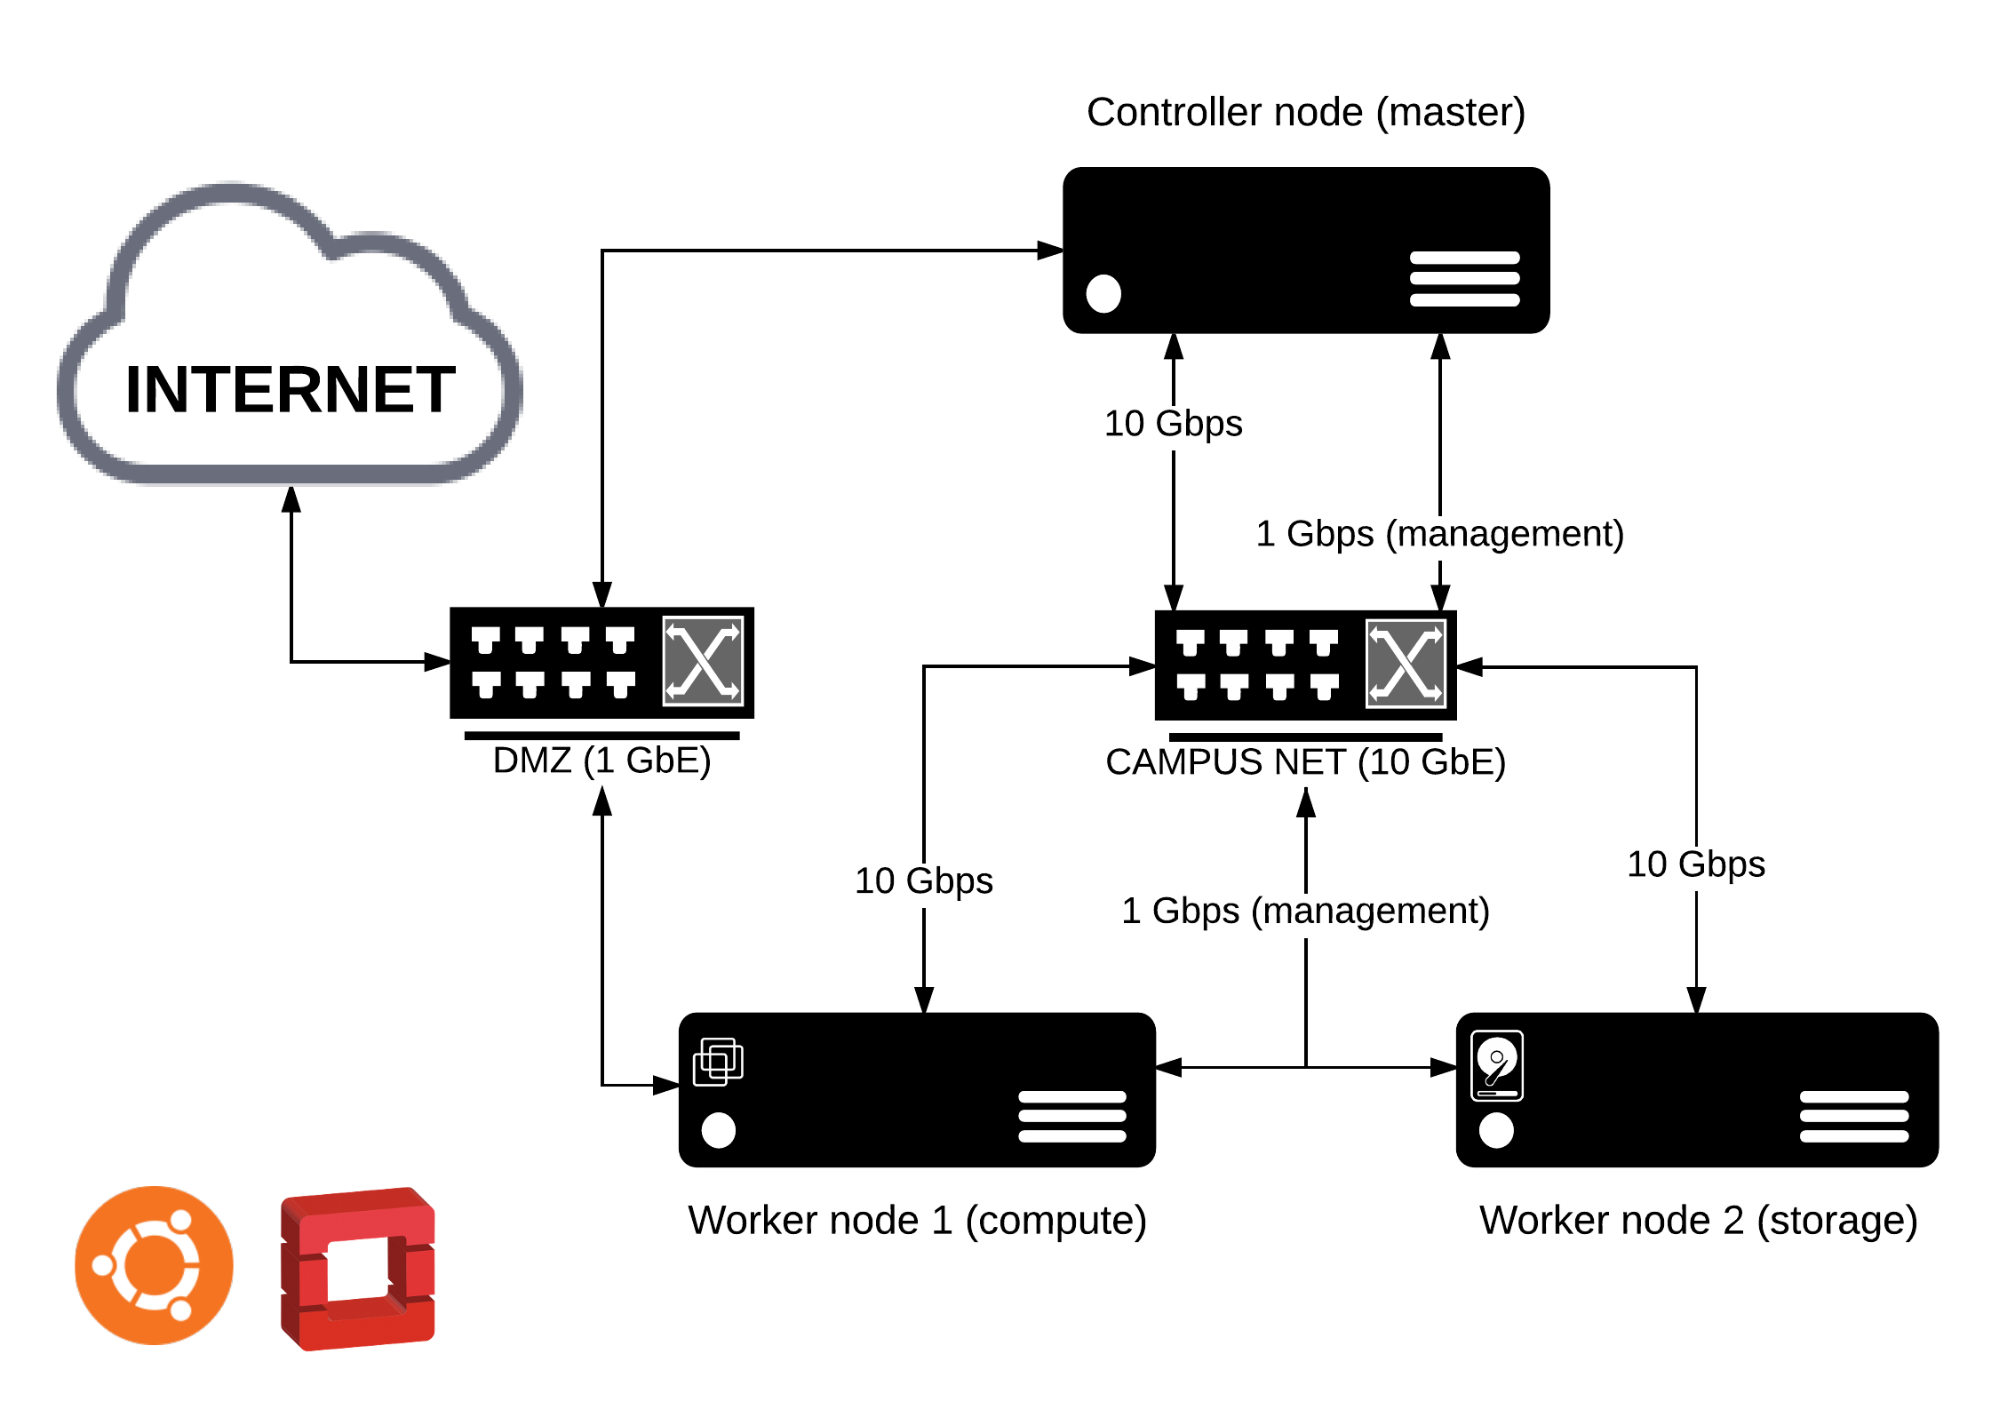 Controller node (master)
INTERNET
10 Gbps
1 Gbps (management)
DMZ (1 GbE)
CAMPUS NET (10 GbE)
10 Gbps
1 Gbps (management)
10 Gbps
Worker node 1 (compute)
Worker node 2 (storage)